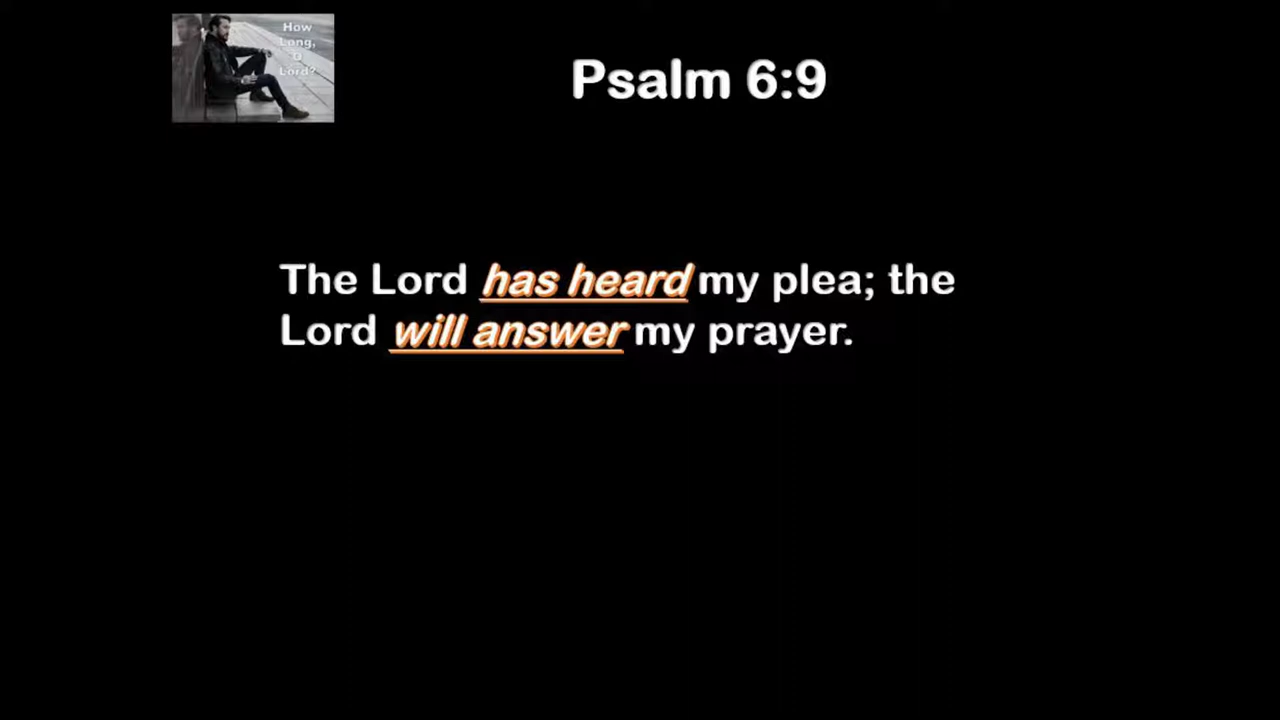 How
Long,
O
Lord?
Psalm 6:9
The Lord has heard my plea; the
Lord will answer my prayer.